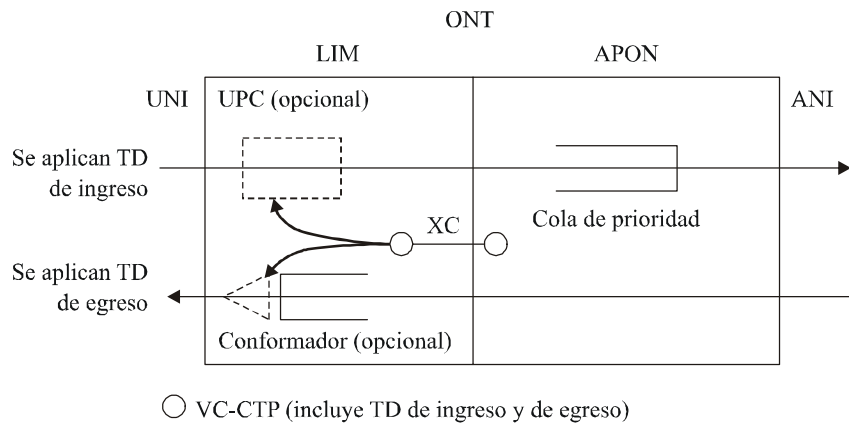 ONT
LIM
APON
UNI
UPC (opcional)
ANI
Se aplican TD
de ingreso
Cola de prioridad
XC
Se aplican TD
de egreso
Conformador (opcional)
VC-CTP (incluye TD de ingreso y de egreso)